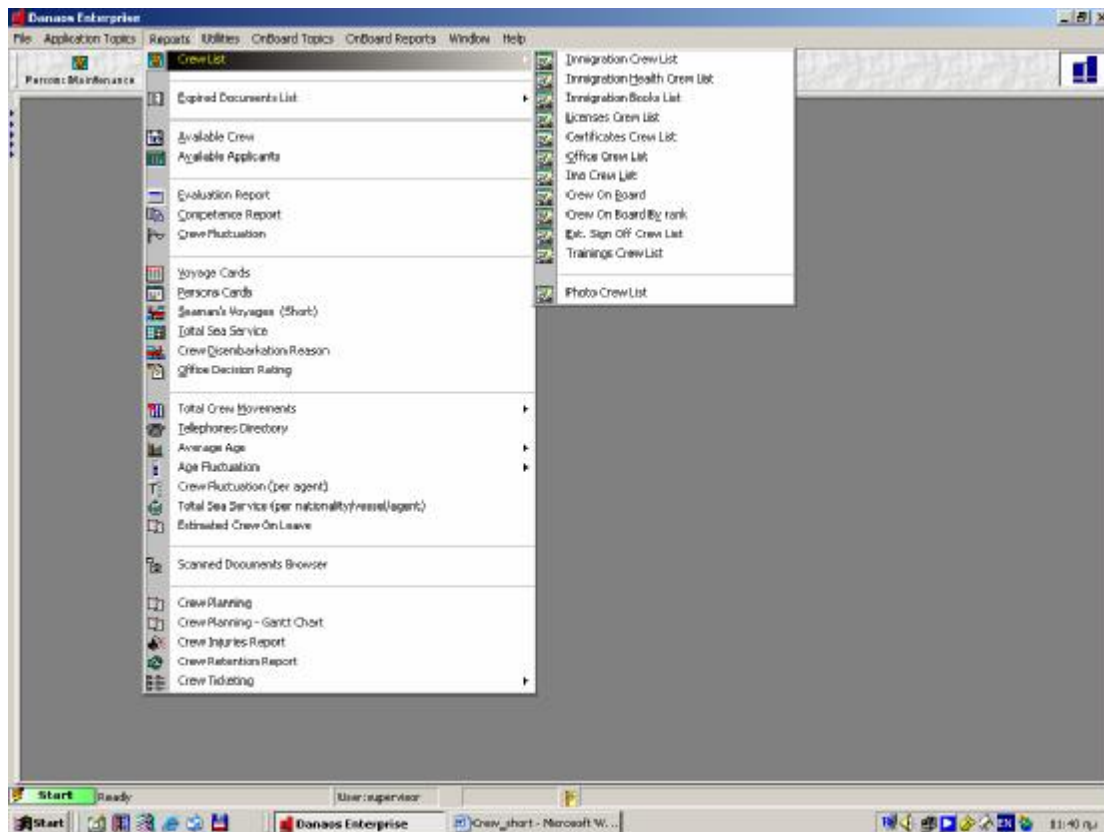 Danaos Enterprise
File Application Topics Reports Utilities OnBoard Topics OnBoard Reports Window Help
Persons Maintenance
Crew List
Expired Documents List
Available Crew
Available Applicants
Evaluation Report
Competence Report
Crew Fluctuation
Voyage Cards
Persons Cards
Seaman's Voyages (Short)
Total Sea Service
Crew Disembarkation Reason
Office Decision Rating
Total Crew Movements
Telephones Directory
Average Age
Age Fluctuation
Crew Fluctuation (per agent)
Total Sea Service (per nationality/vessel/agent)
Estimated Crew On Leave
Scanned Documents Browser
Crew Planning
Crew Planning - Gantt Chart
Crew Injuries Report
Crew Retention Report
Crew Ticketing
Immigration Crew List
Immigration Health Crew List
Immigration Books List
Licenses Crew List
Certificates Crew List
Office Crew List
Imo Crew List
Crew On Board
Crew On Board By rank
Est. Sign Off Crew List
Trainings Crew List
Photo Crew List
Start Ready User:supervisor
Start Danaos Enterprise Crew_short - Microsoft W... EN 11:40 πμ